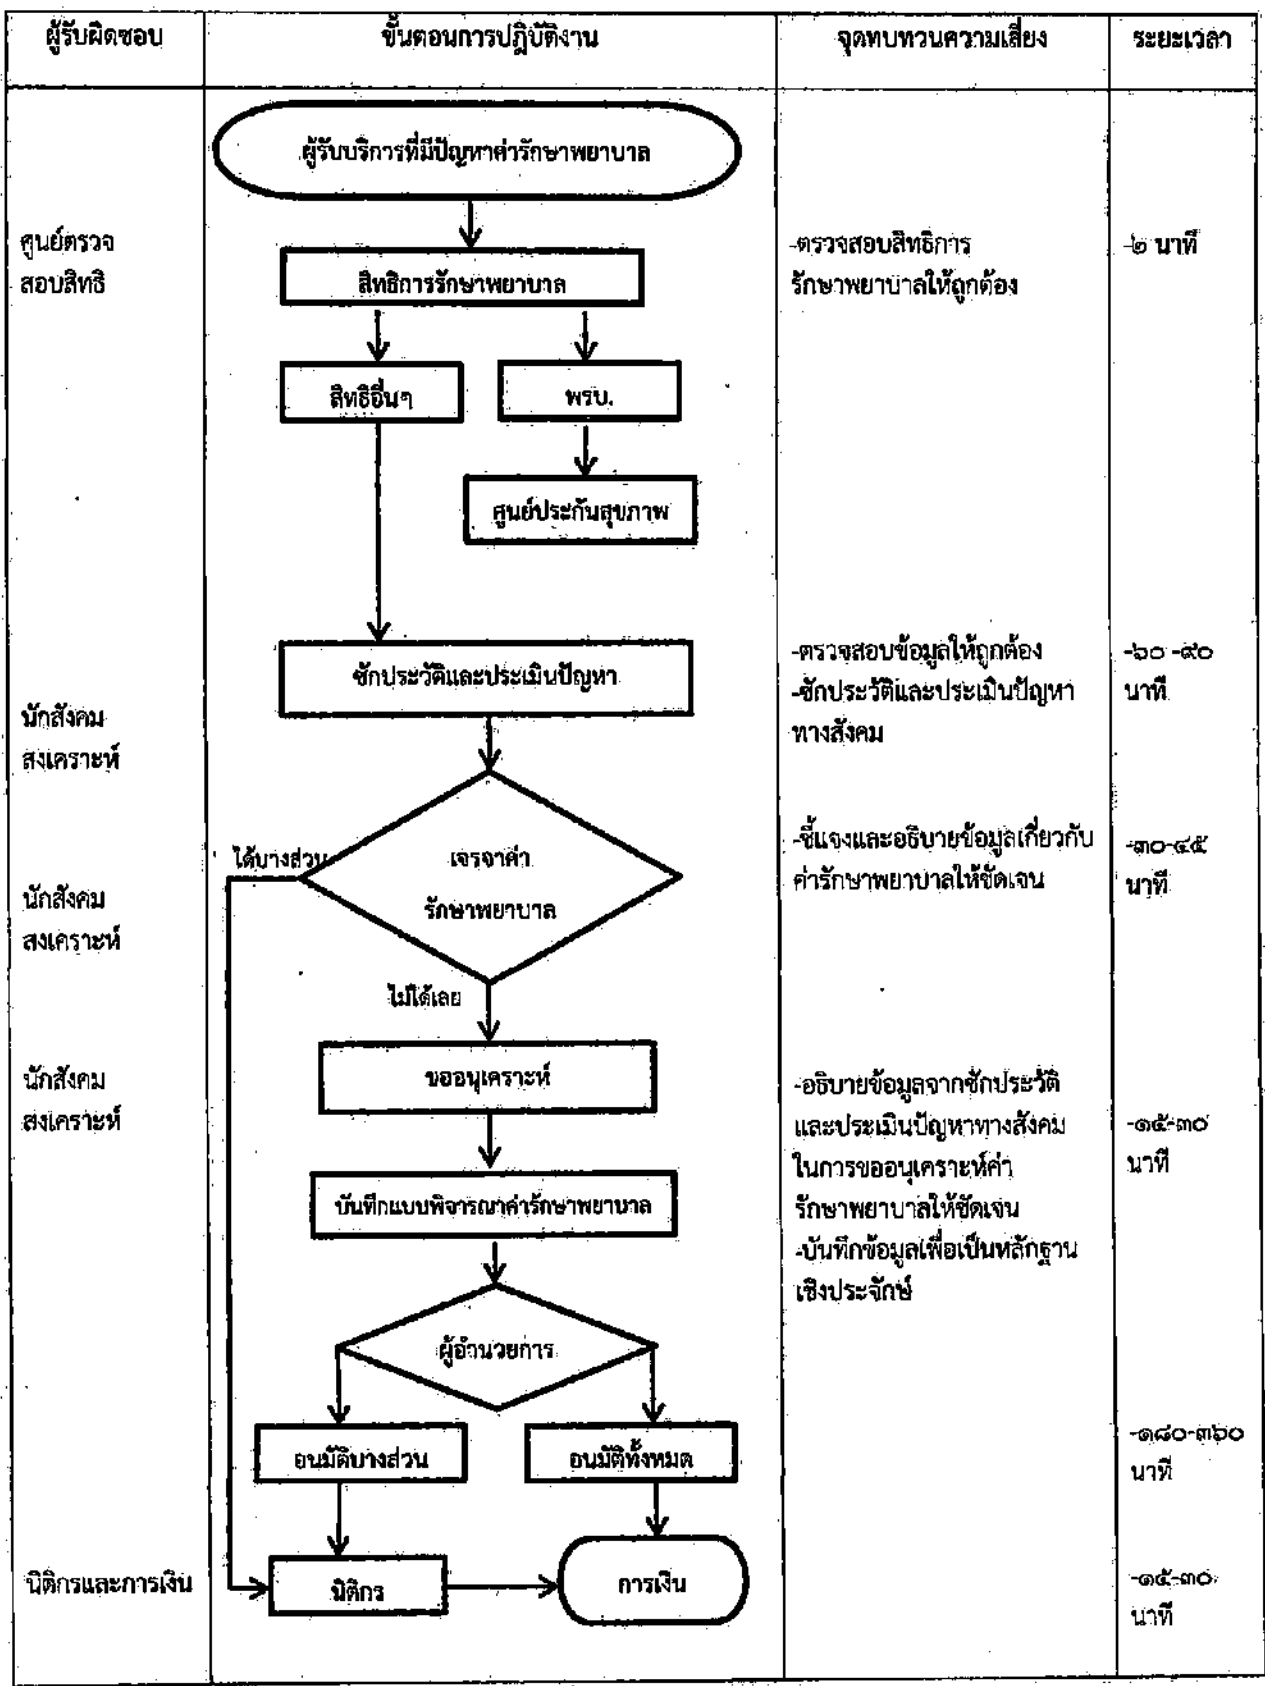 ผู้รับผิดชอบ
ขั้นตอนการปฏิบัติงาน
จุดทบทวนความเสี่ยง
ระยะเวลา
ผู้รับบริการที่มีปัญหาค่ารักษาพยาบาล
ศูนย์ตรวจ
สอบสิทธิ
สิทธิการรักษาพยาบาล
-ตรวจสอบสิทธิการ
รักษาพยาบาลให้ถูกต้อง
-๒ นาที
สิทธิอื่นๆ
พรบ.
ศูนย์ประกันสุขภาพ
ซักประวัติและประเมินปัญหา
-ตรวจสอบข้อมูลให้ถูกต้อง
-ซักประวัติและประเมินปัญหา
ทางสังคม
-๖๐ -๙๐
นาที
นักสังคม
สงเคราะห์
ได้บางส่วน
เจรจาค่า
รักษาพยาบาล
-ชี้แจงและอธิบายข้อมูลเกี่ยวกับ
ค่ารักษาพยาบาลให้ชัดเจน
-๓๐-๔๕
นาที
นักสังคม
สงเคราะห์
ไม่ได้เลย
ขออนุเคราะห์
นักสังคม
สงเคราะห์
-อธิบายข้อมูลจากซักประวัติ
และประเมินปัญหาทางสังคม
ในการขออนุเคราะห์ค่า
รักษาพยาบาลให้ชัดเจน
-บันทึกข้อมูลเพื่อเป็นหลักฐาน
เชิงประจักษ์
-๑๕-๓๐
นาที
บันทึกแบบพิจารณาค่ารักษาพยาบาล
ผู้อำนวยการ
อนมัติบางส่วน
อนมัติทั้งหมด
-๑๘๐-๓๖๐
นาที
นิติกรและการเงิน
นิติกร
การเงิน
-๑๕-๓๐
นาที